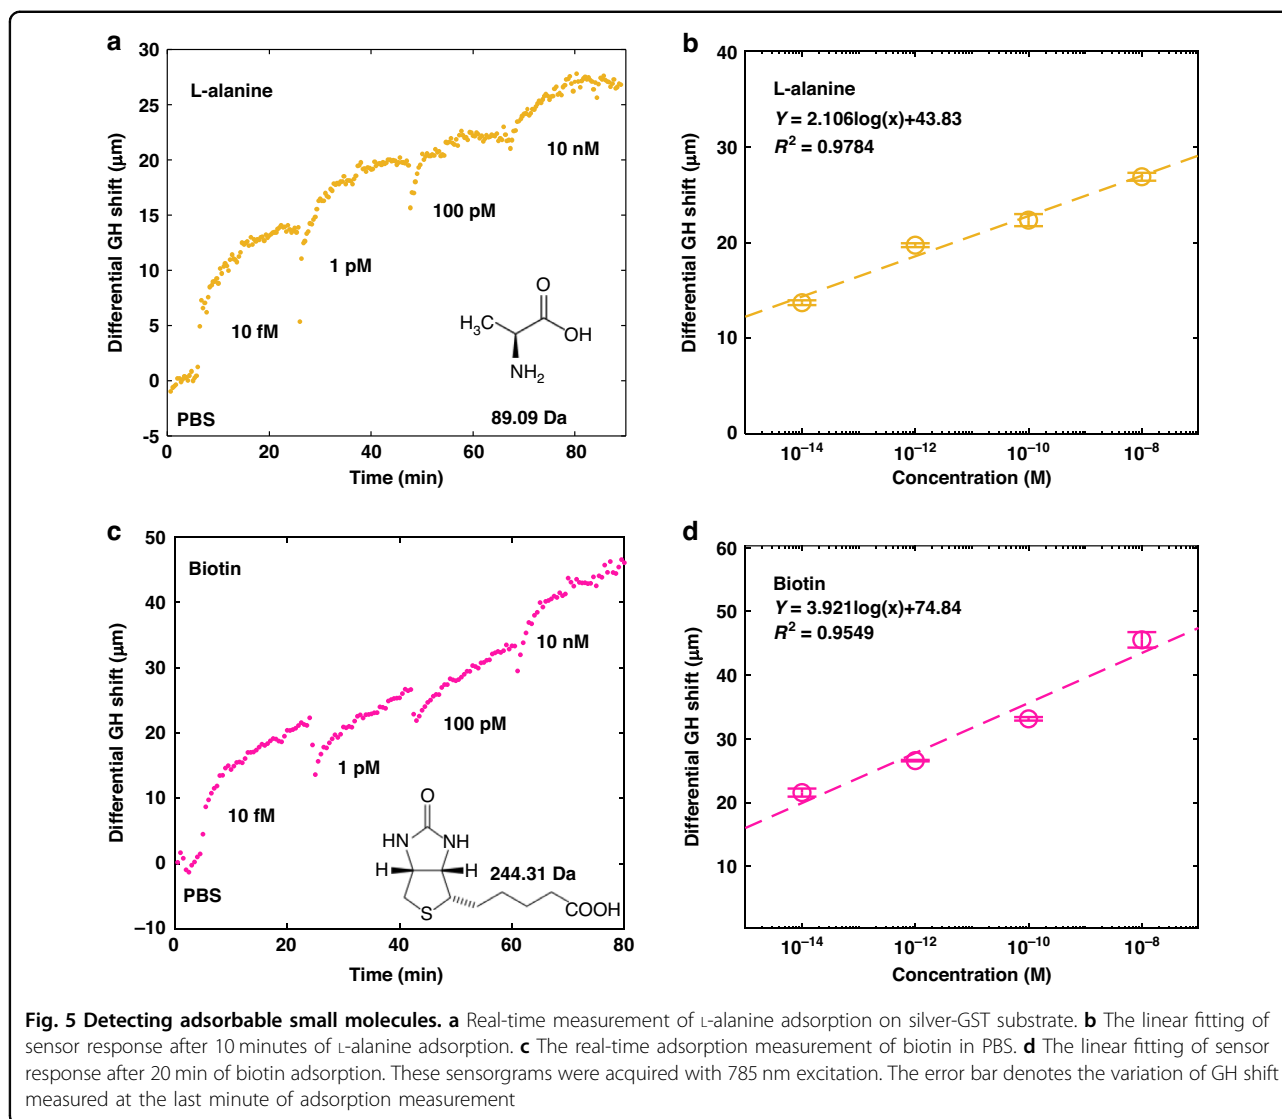 a
30
25
20
15
10
5
0
-5
0
20
40
60
80
Differential GH shift (μm)
Time (min)
L-alanine
PBS
10 fM
1 pM
100 pM
10 nM
O
H3C
OH
NH2
89.09 Da
b
40
30
20
10
0
10⁻¹⁴
10⁻¹²
10⁻¹⁰
10⁻⁸
Differential GH shift (μm)
Concentration (M)
L-alanine
Y = 2.106log(x)+43.83
R² = 0.9784
c
50
40
30
20
10
0
–10
0
20
40
60
80
Differential GH shift (μm)
Time (min)
Biotin
PBS
10 fM
1 pM
100 pM
10 nM
O
HN
NH
H
H
S
COOH
244.31 Da
d
60
50
40
30
20
10
10⁻¹⁴
10⁻¹²
10⁻¹⁰
10⁻⁸
Differential GH shift (μm)
Concentration (M)
Biotin
Y = 3.921log(x)+74.84
R² = 0.9549
Fig. 5 Detecting adsorbable small molecules. a Real-time measurement of ʟ-alanine adsorption on silver-GST substrate. b The linear fitting of
sensor response after 10 minutes of ʟ-alanine adsorption. c The real-time adsorption measurement of biotin in PBS. d The linear fitting of sensor
response after 20 min of biotin adsorption. These sensorgrams were acquired with 785 nm excitation. The error bar denotes the variation of GH shift
measured at the last minute of adsorption measurement